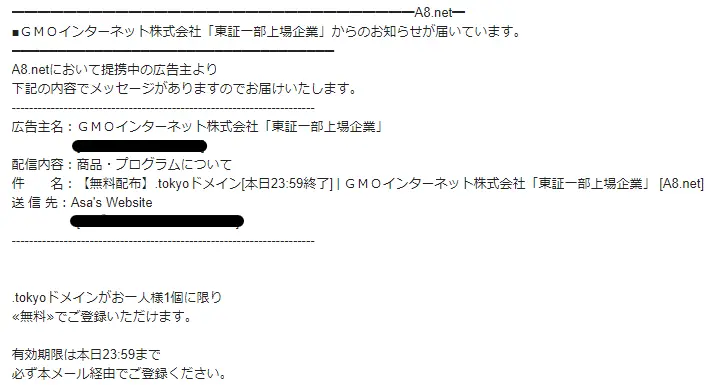 ━━━━━━━━━━━━━━━━━━━━━━━━━━━━━━━A8.net━
■ＧＭＯインターネット株式会社「東証一部上場企業」からのお知らせが届いています。
━━━━━━━━━━━━━━━━━━━━━━━━━
A8.netにおいて提携中の広告主より
下記の内容でメッセージがありますのでお届けいたします。
----------------------------------------------------------------------
広告主名：ＧＭＯインターネット株式会社「東証一部上場企業」
配信内容：商品・プログラムについて
件　　名：【無料配布】.tokyoドメイン[本日23:59終了] | ＧＭＯインターネット株式会社「東証一部上場企業」 [A8.net]
送 信 先：Asa's Website
----------------------------------------------------------------------
.tokyoドメインがお一人様1個に限り
≪無料≫でご登録いただけます。
有効期限は本日23:59まで
必ず本メール経由でご登録ください。